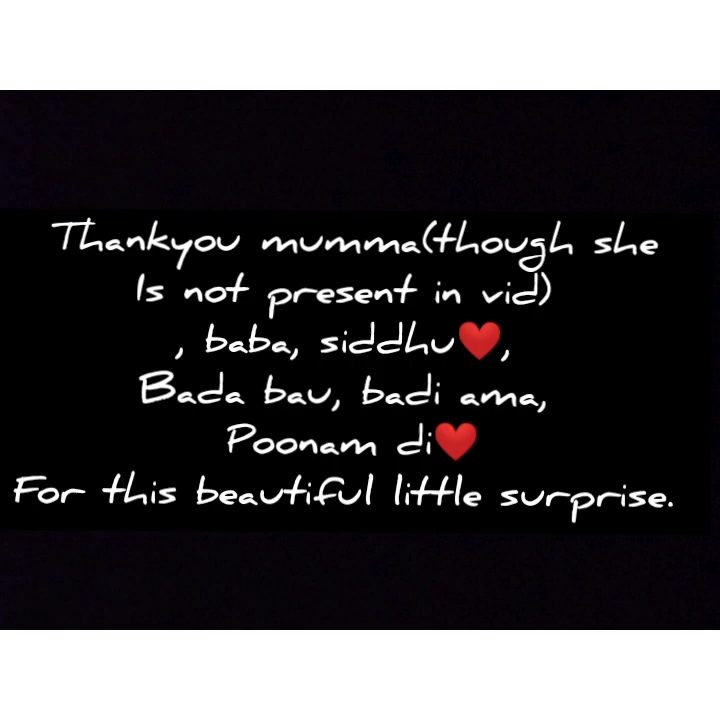 Thankyou mumma(though she
Is not present in vid)
, baba, siddhu❤️,
Bada bau, badi ama,
Poonam di❤️
For this beautiful little surprise.